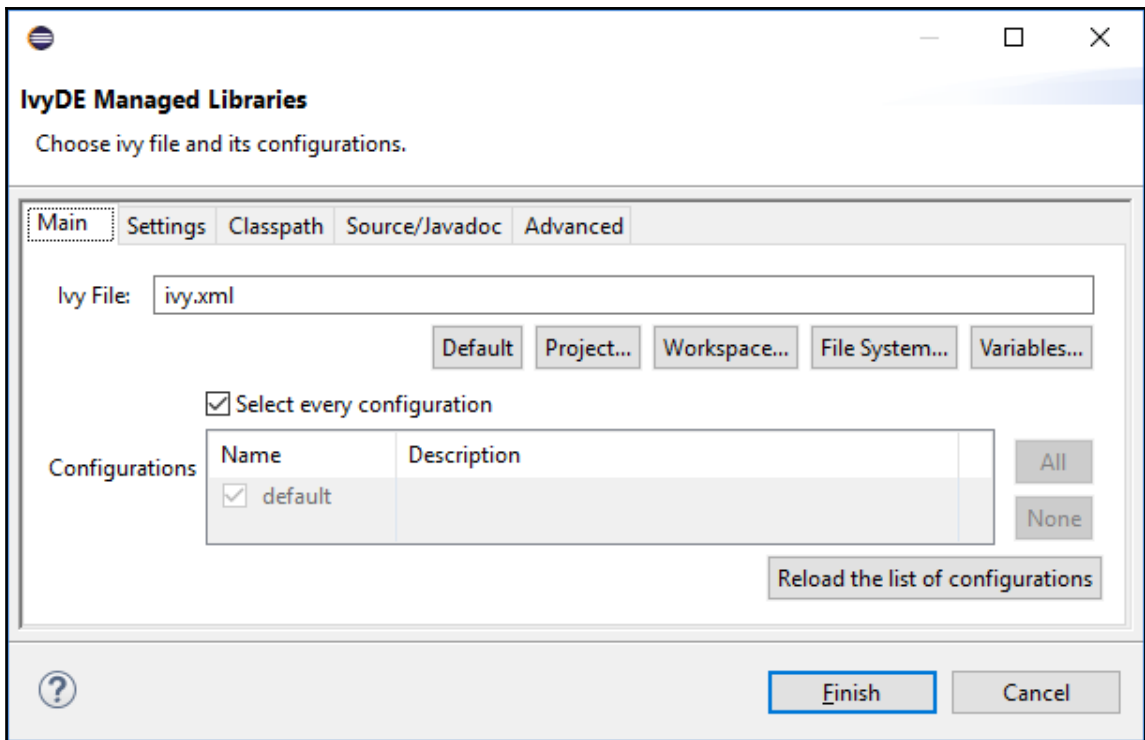 IvyDE Managed Libraries
Choose ivy file and its configurations.
Main Settings Classpath Source/Javadoc Advanced
Ivy File: ivy.xml
Default Project... Workspace... File System... Variables...
Select every configuration
Name Description
Configurations All
default
None
Reload the list of configurations
? Finish Cancel